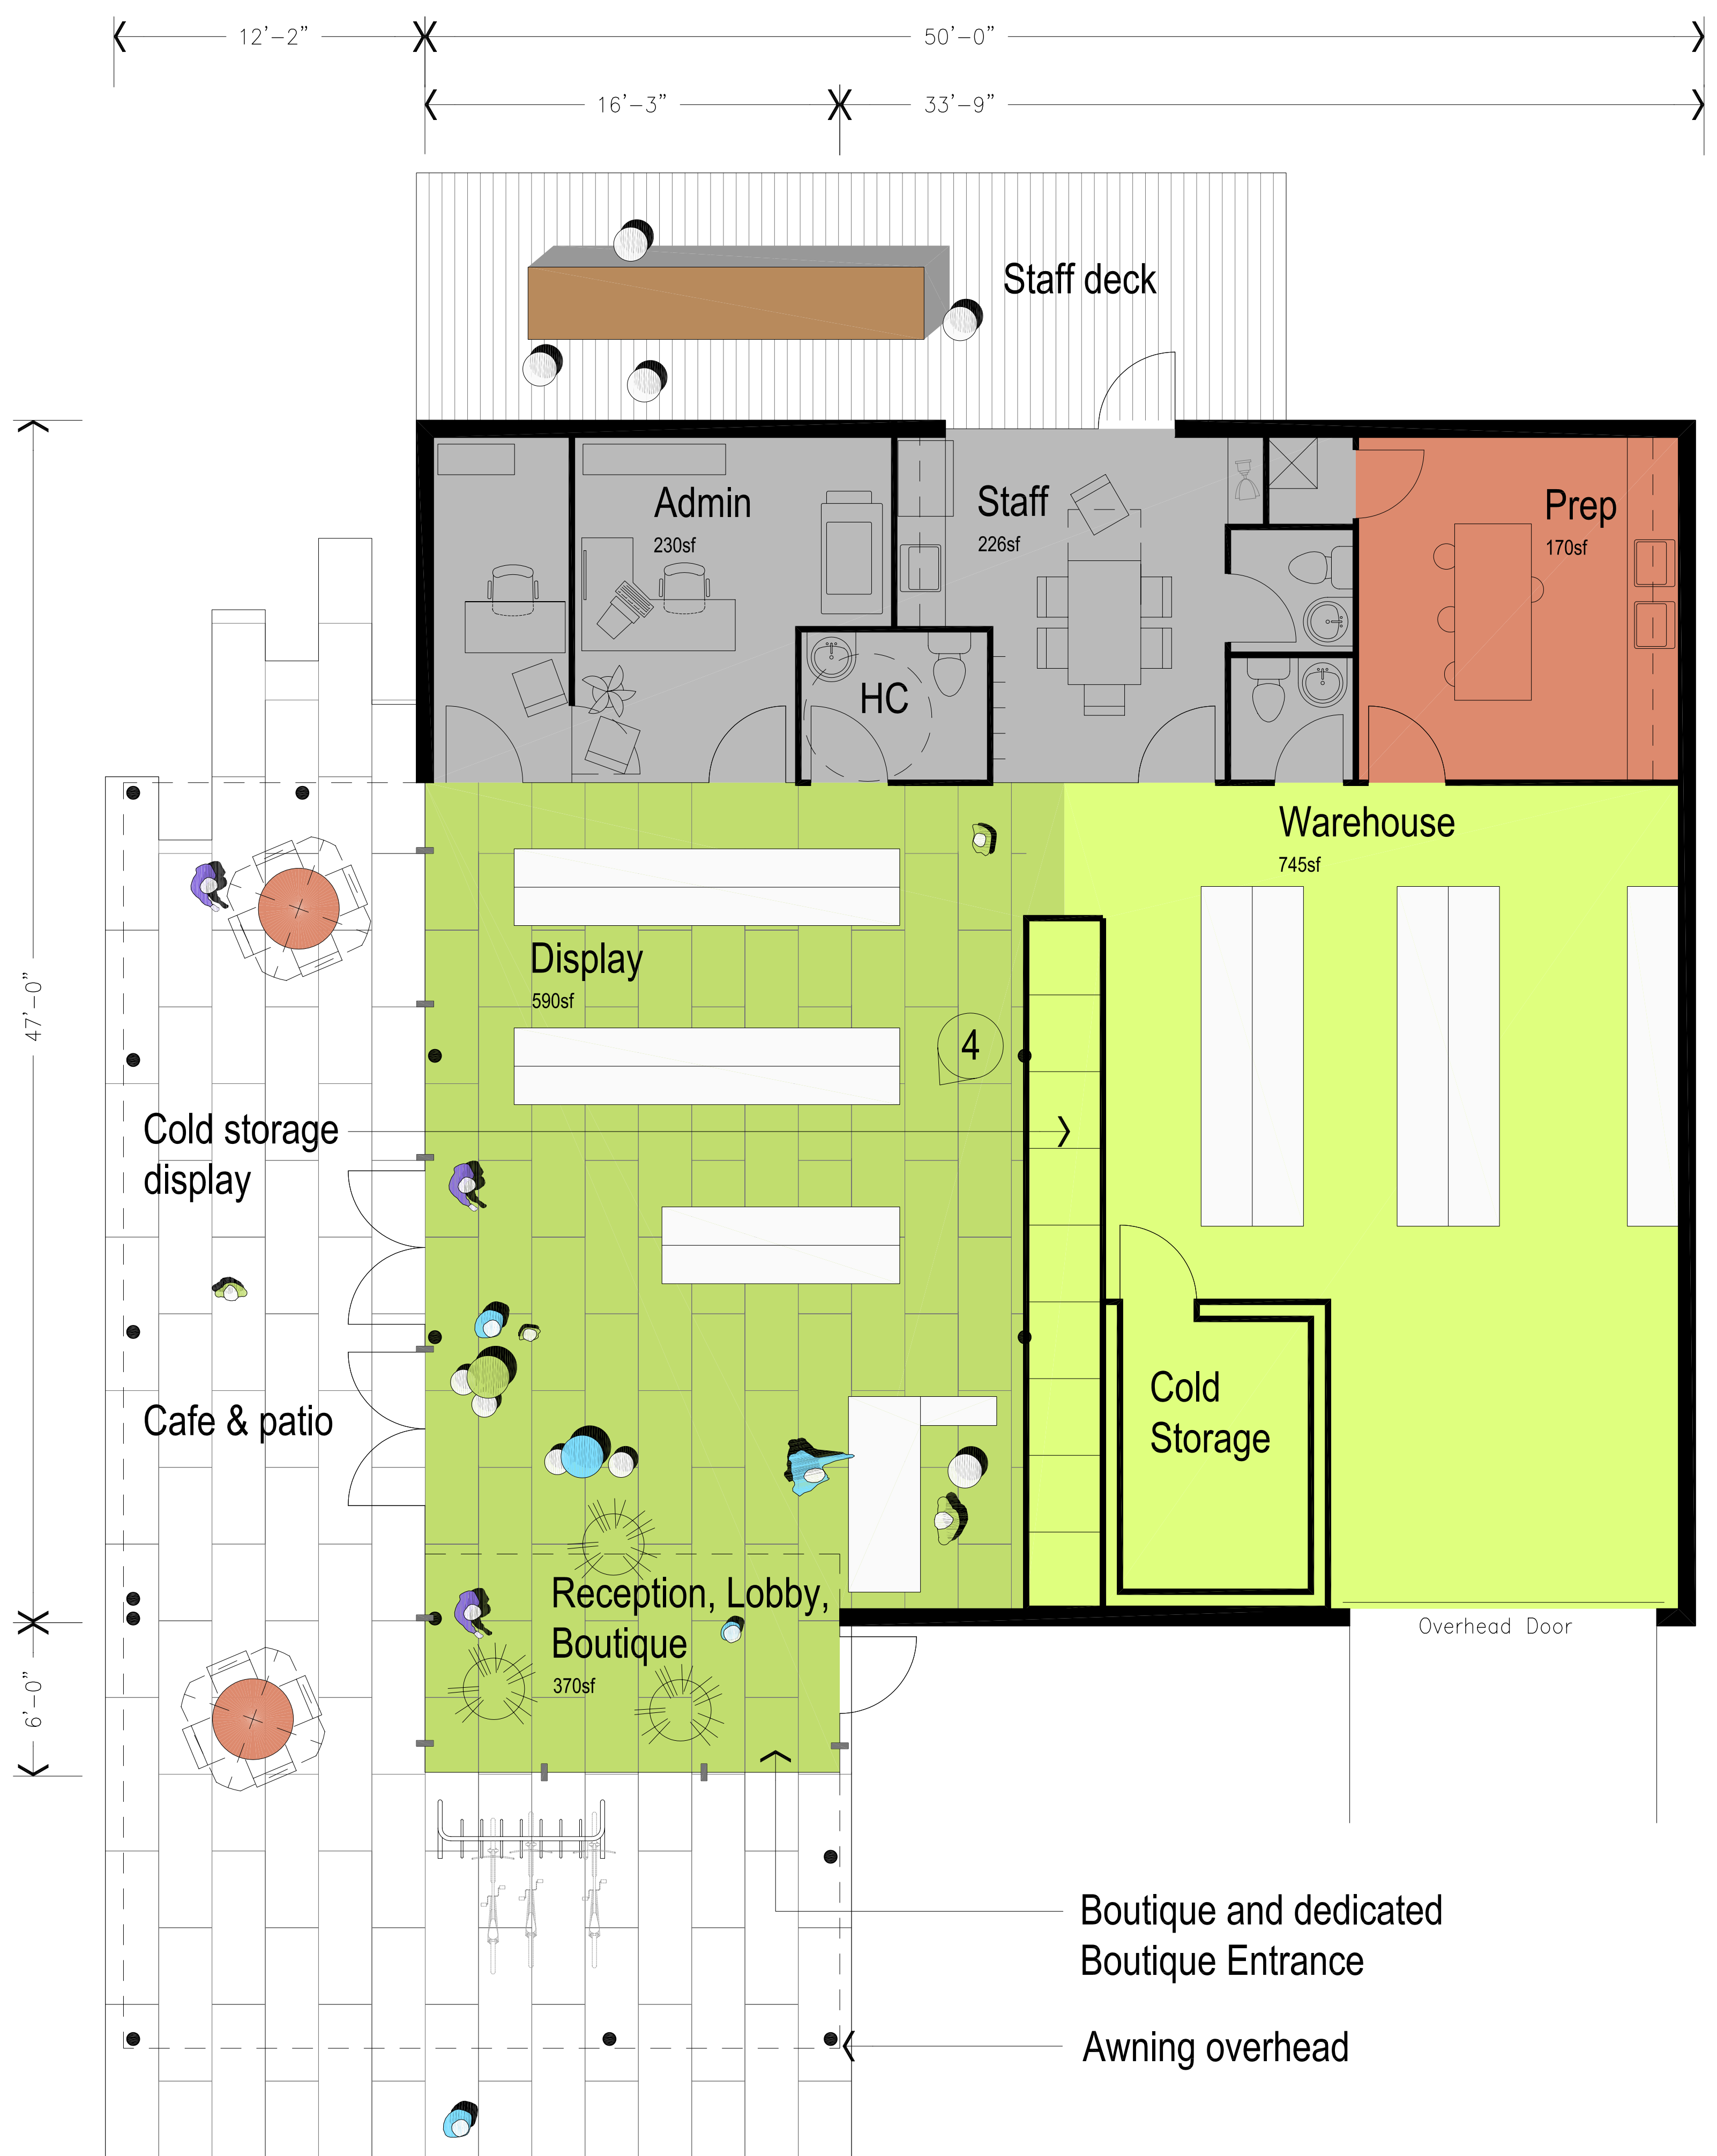 12'-2"
50'-0"
16'-3"
33'-9"
Staff deck
Admin
230sf
Staff
226sf
Prep
170sf
HC
Warehouse
745sf
Display
590sf
47'-0"
4
Cold storage
display
Cafe & patio
Cold
Storage
Reception, Lobby,
Boutique
370sf
Overhead Door
6'-0"
Boutique and dedicated
Boutique Entrance
Awning overhead